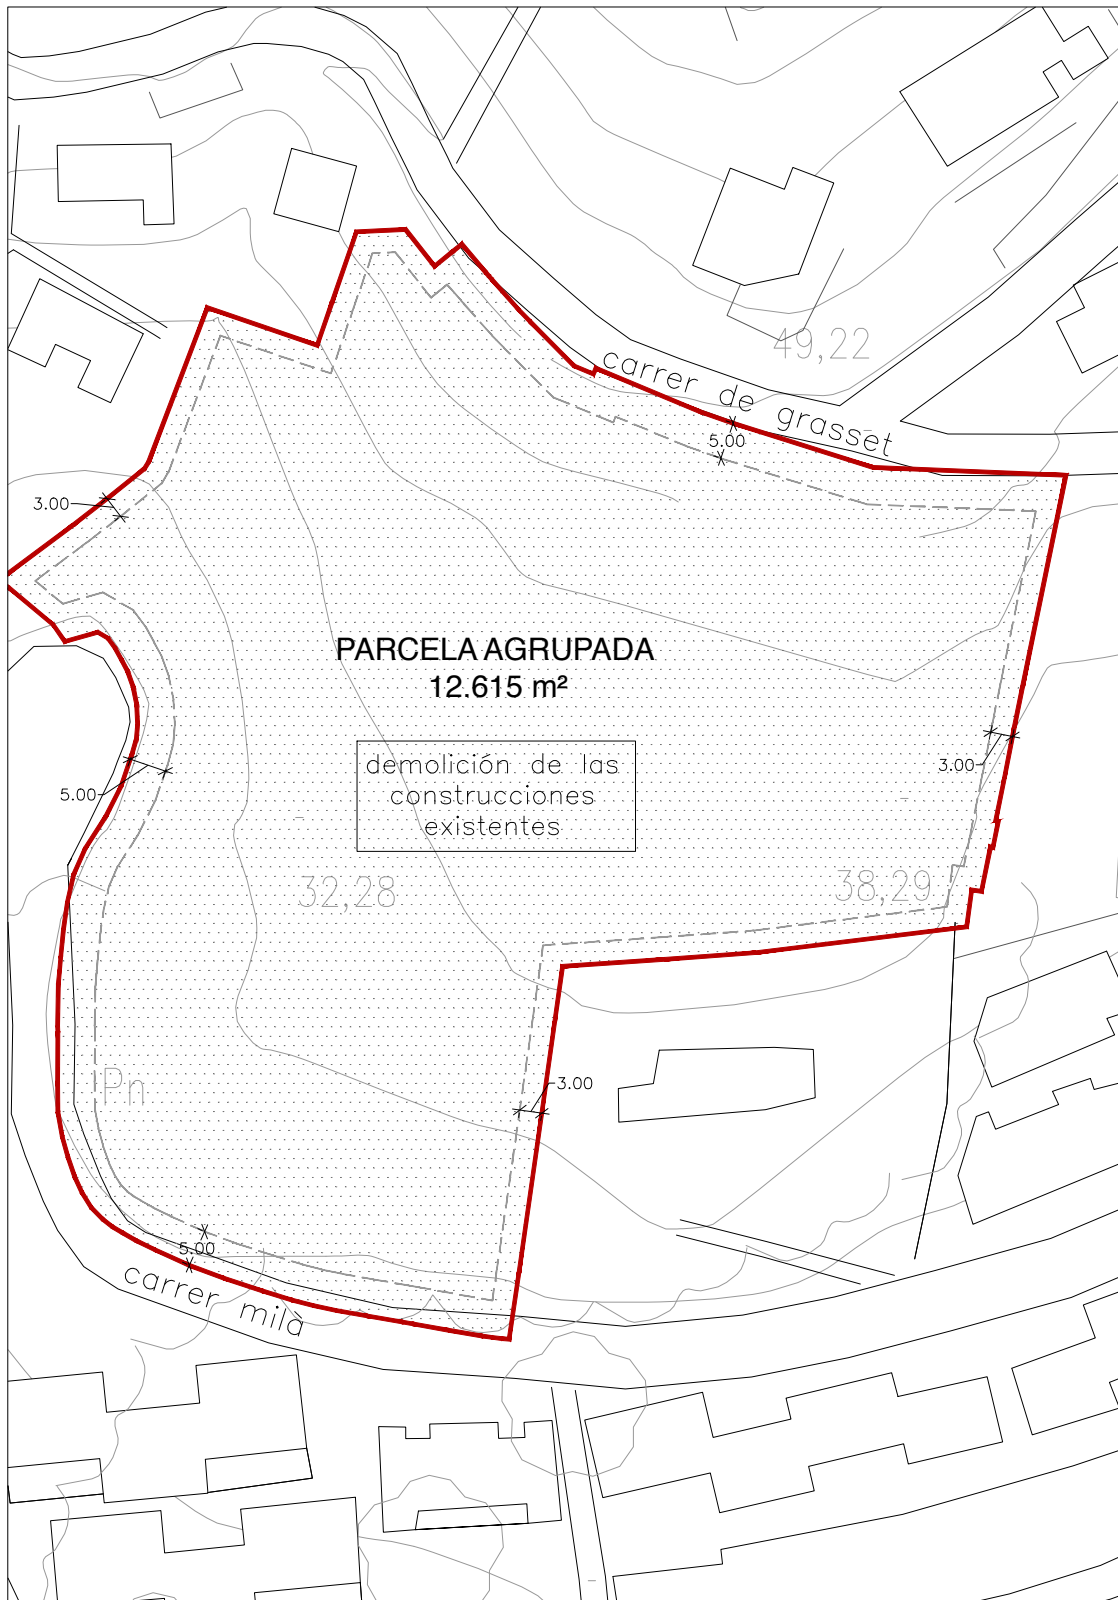 49,22
carrer de grasset
5.00
3.00
PARCELA AGRUPADA
12.615 m²
demolición de las
construcciones
existentes
3.00
5.00
32,28
38,29
Pn
3.00
5.00
carrer milà